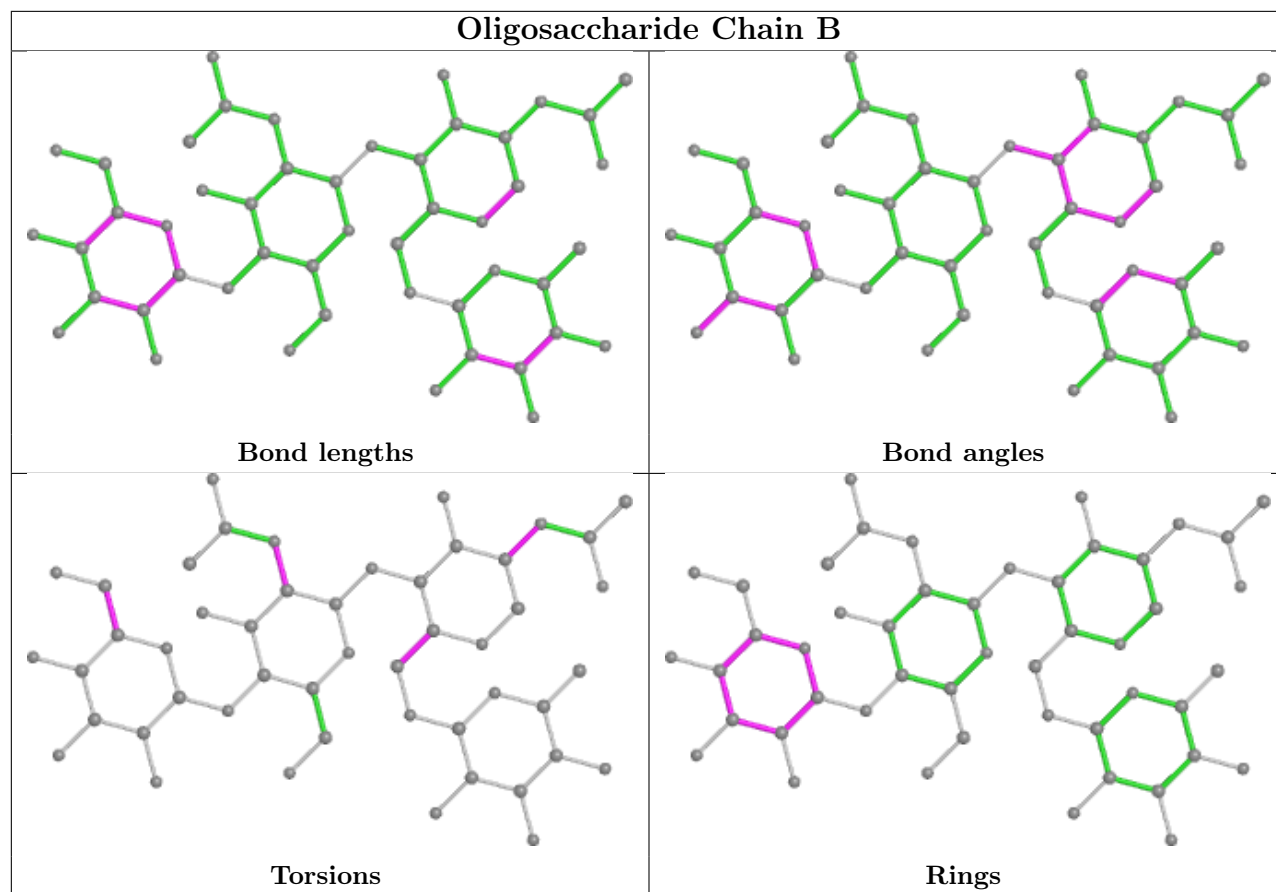 Oligosaccharide Chain B
Bond lengths
Bond angles
Torsions
Rings